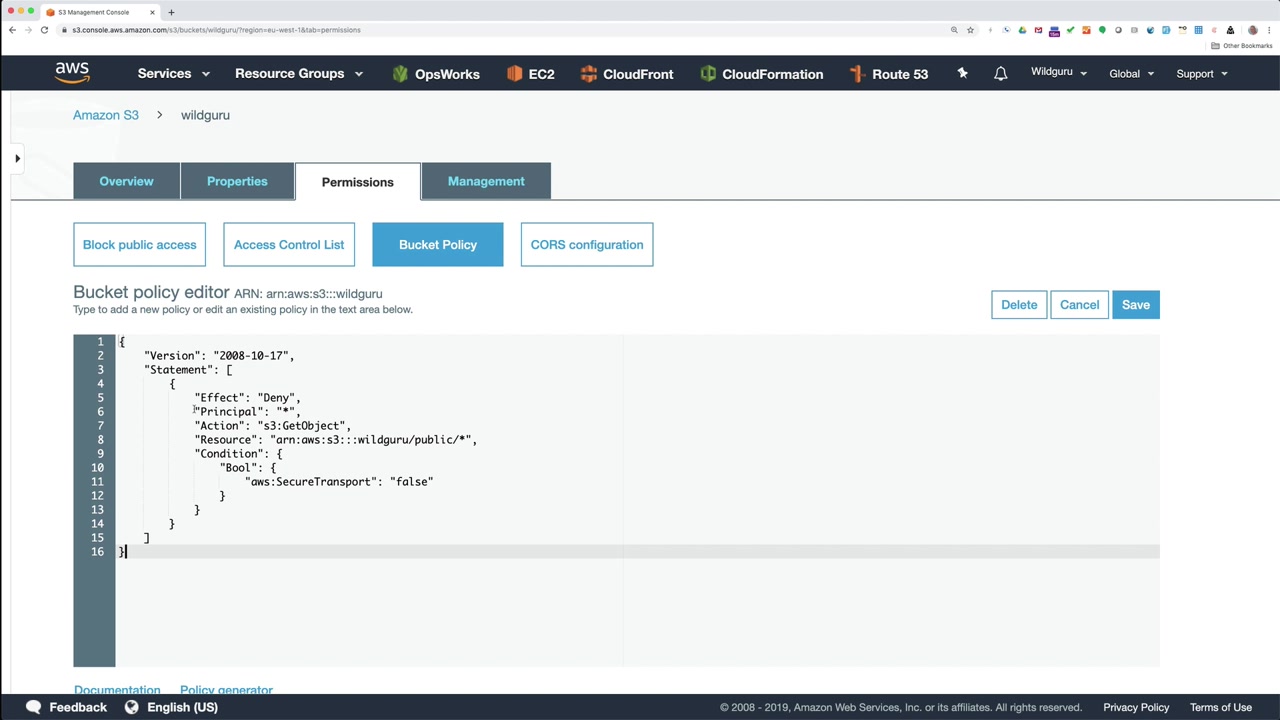 S3 Management Console
s3.console.aws.amazon.com/s3/buckets/wildguru/?region=eu-west-1&tab=permissions
Other Bookmarks
aws
Services
Resource Groups
OpsWorks
EC2
CloudFront
CloudFormation
Route 53
Wildguru
Global
Support
Amazon S3 > wildguru
Overview
Properties
Permissions
Management
Block public access
Access Control List
Bucket Policy
CORS configuration
Bucket policy editor ARN: arn:aws:s3:::wildguru
Type to add a new policy or edit an existing policy in the text area below.
Delete
Cancel
Save
1 {
2 "Version": "2008-10-17",
3 "Statement": [
4 {
5 "Effect": "Deny",
6 "Principal": "*",
7 "Action": "s3:GetObject",
8 "Resource": "arn:aws:s3:::wildguru/public/*",
9 "Condition": {
10 "Bool": {
11 "aws:SecureTransport": "false"
12 }
13 }
14 }
15 ]
16 }
Documentation
Policy generator
Feedback
English (US)
© 2008 - 2019, Amazon Web Services, Inc. or its affiliates. All rights reserved.
Privacy Policy
Terms of Use